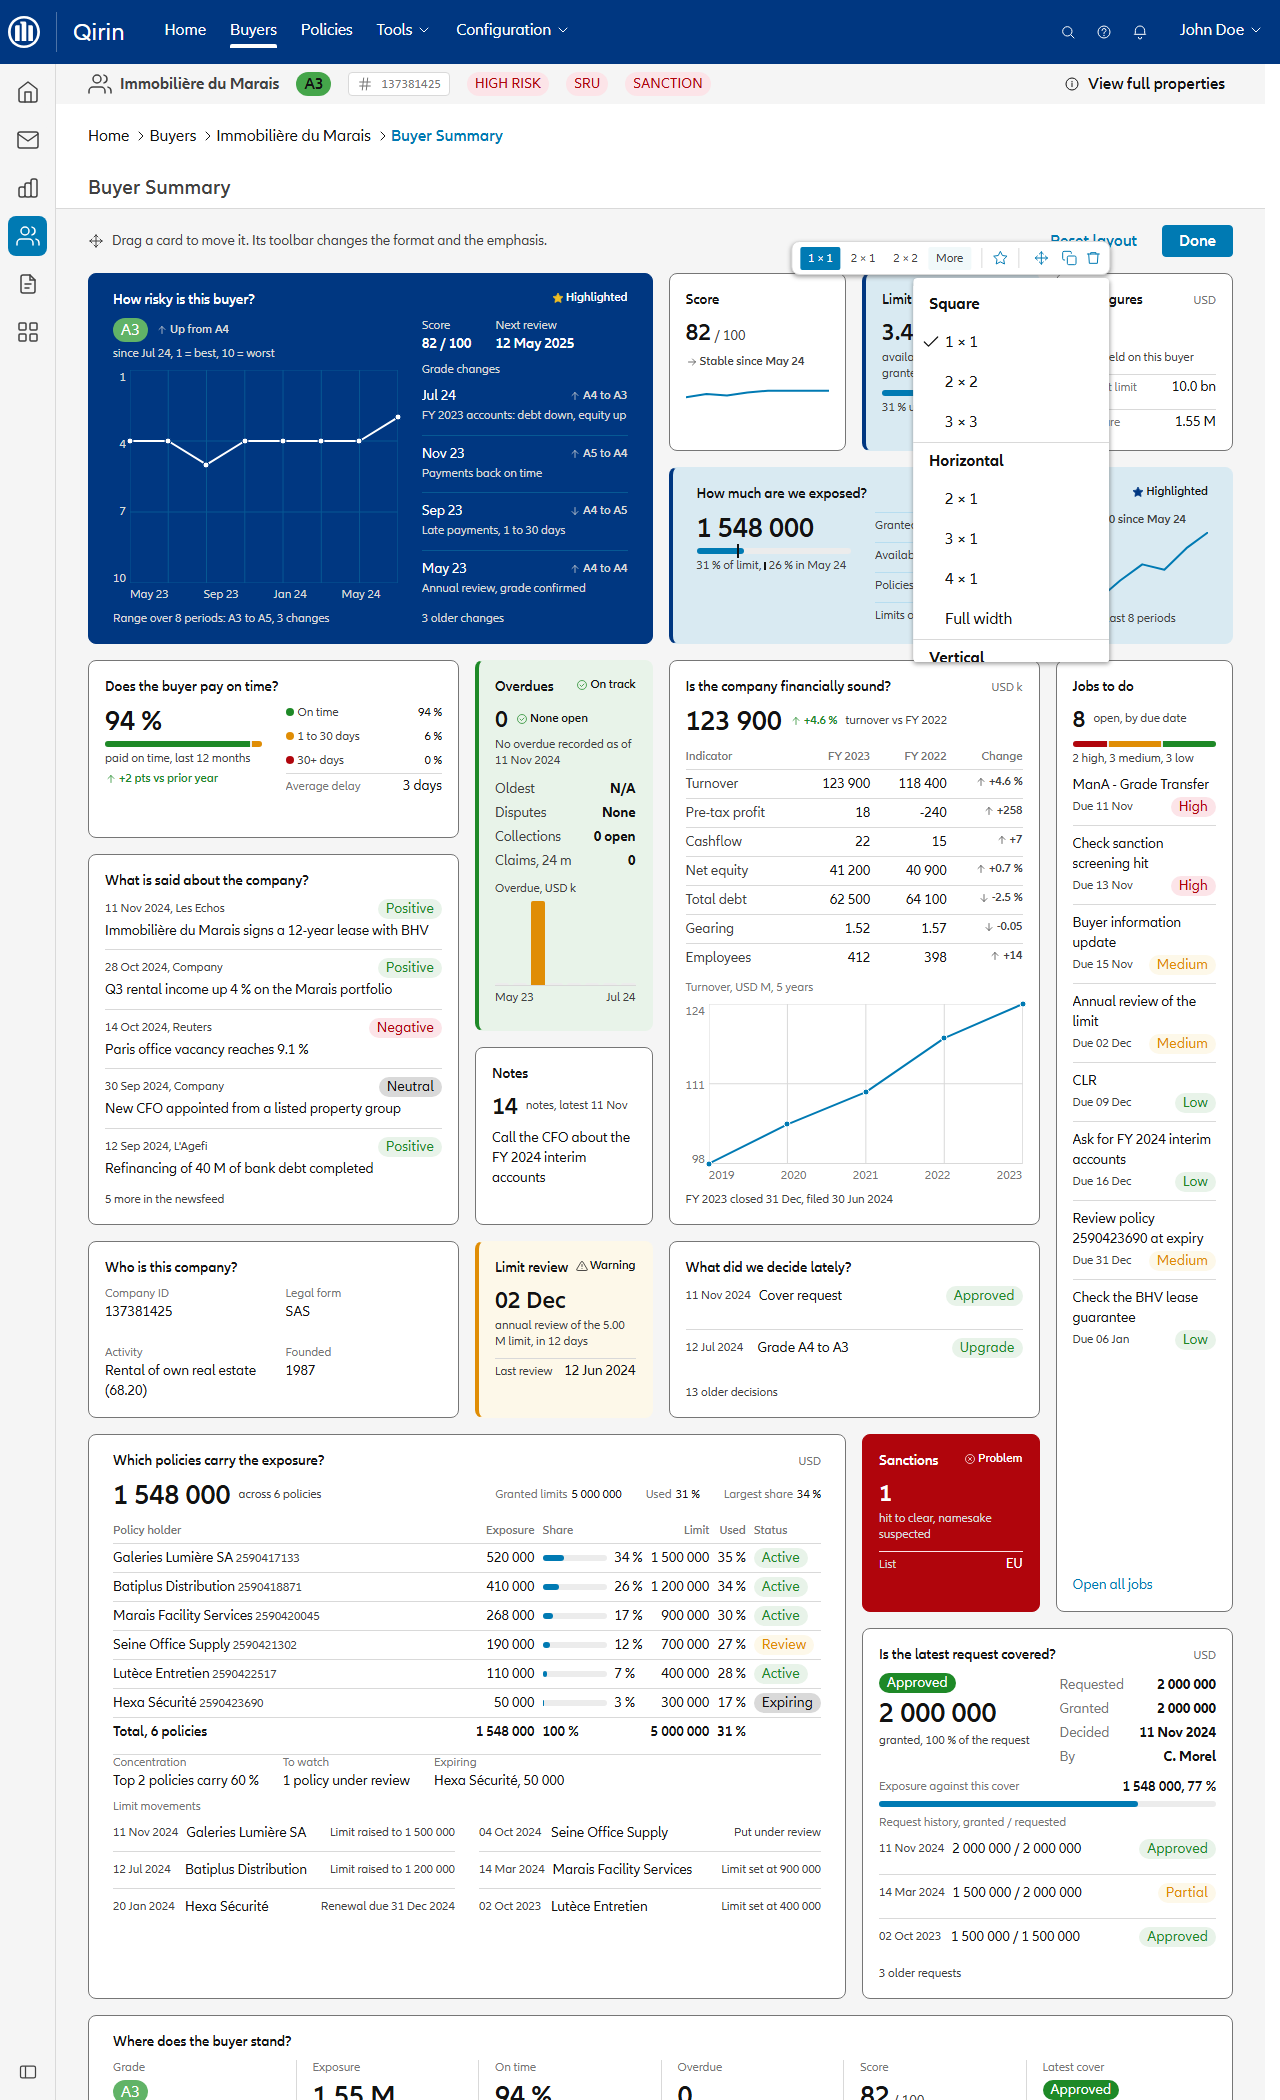 Qirin
Home
Buyers
Policies
Tools
Configuration
John Doe
Immobilière du Marais
A3
# 137381425
HIGH RISK
SRU
SANCTION
View full properties
Home > Buyers > Immobilière du Marais > Buyer Summary
Buyer Summary
Drag a card to move it. Its toolbar changes the format and the emphasis.
Done
1 × 1
2 × 1
2 × 2
More
Square
1 × 1
2 × 2
3 × 3
Horizontal
2 × 1
3 × 1
4 × 1
Full width
Vertical
How risky is this buyer?
Highlighted
A3
Up from A4
since Jul 24, 1 = best, 10 = worst
1
4
7
10
May 23
Sep 23
Jan 24
May 24
Range over 8 periods: A3 to A5, 3 changes
Score
82 / 100
Next review
12 May 2025
Grade changes
Jul 24
A4 to A3
FY 2023 accounts: debt down, equity up
Nov 23
A5 to A4
Payments back on time
Sep 23
A4 to A5
Late payments, 1 to 30 days
May 23
A4 to A4
Annual review, grade confirmed
3 older changes
Score
82 / 100
Stable since May 24
Limit
3.4
31 %
USD
on this buyer
limit
10.0 bn
1.55 M
How much are we exposed?
Highlighted
1 548 000
31 % of limit,
26 % in May 24
Policies
Limits
since May 24
8 periods
Does the buyer pay on time?
94 %
paid on time, last 12 months
+2 pts vs prior year
On time
94 %
1 to 30 days
6 %
30+ days
0 %
Average delay
3 days
Overdues
On track
0
None open
No overdue recorded as of
11 Nov 2024
Oldest
N/A
Disputes
None
Collections
0 open
Claims, 24 m
0
Overdue, USD k
May 23
Jul 24
Is the company financially sound?
USD k
123 900
+4.6 %
turnover vs FY 2022
Indicator
FY 2023
FY 2022
Change
Turnover
123 900
118 400
+4.6 %
Pre-tax profit
18
-240
+258
Cashflow
22
15
+7
Net equity
41 200
40 900
+0.7 %
Total debt
62 500
64 100
-2.5 %
Gearing
1.52
1.57
-0.05
Employees
412
398
+14
Turnover, USD M, 5 years
124
111
98
2019
2020
2021
2022
2023
FY 2023 closed 31 Dec, filed 30 Jun 2024
Jobs to do
8
open, by due date
2 high, 3 medium, 3 low
ManA - Grade Transfer
Due 11 Nov
High
Check sanction
screening hit
Due 13 Nov
High
Buyer information
update
Due 15 Nov
Medium
Annual review of the
limit
Due 02 Dec
Medium
CLR
Due 09 Dec
Low
Ask for FY 2024 interim
accounts
Due 16 Dec
Low
Review policy
2590423690 at expiry
Due 31 Dec
Medium
Check the BHV lease
guarantee
Due 06 Jan
Low
Open all jobs
What is said about the company?
11 Nov 2024, Les Echos
Positive
Immobilière du Marais signs a 12-year lease with BHV
28 Oct 2024, Company
Positive
Q3 rental income up 4 % on the Marais portfolio
14 Oct 2024, Reuters
Negative
Paris office vacancy reaches 9.1 %
30 Sep 2024, Company
Neutral
New CFO appointed from a listed property group
12 Sep 2024, L'Agefi
Positive
Refinancing of 40 M of bank debt completed
5 more in the newsfeed
Notes
14
notes, latest 11 Nov
Call the CFO about the
FY 2024 interim
accounts
Who is this company?
Company ID
137381425
Legal form
SAS
Activity
Rental of own real estate
(68.20)
Founded
1987
Limit review
Warning
02 Dec
annual review of the 5.00
M limit, in 12 days
Last review
12 Jun 2024
What did we decide lately?
11 Nov 2024
Cover request
Approved
12 Jul 2024
Grade A4 to A3
Upgrade
13 older decisions
Which policies carry the exposure?
USD
1 548 000
across 6 policies
Granted limits 5 000 000
Used 31 %
Largest share 34 %
Policy holder
Exposure
Share
Limit
Used
Status
Galeries Lumière SA 2590417133
520 000
34 %
1 500 000
35 %
Active
Batiplus Distribution 2590418871
410 000
26 %
1 200 000
34 %
Active
Marais Facility Services 2590420045
268 000
17 %
900 000
30 %
Active
Seine Office Supply 2590421302
190 000
12 %
700 000
27 %
Review
Lutèce Entretien 2590422517
110 000
7 %
400 000
28 %
Active
Hexa Sécurité 2590423690
50 000
3 %
300 000
17 %
Expiring
Total, 6 policies
1 548 000
100 %
5 000 000
31 %
Concentration
Top 2 policies carry 60 %
To watch
1 policy under review
Expiring
Hexa Sécurité, 50 000
Limit movements
11 Nov 2024
Galeries Lumière SA
Limit raised to 1 500 000
04 Oct 2024
Seine Office Supply
Put under review
12 Jul 2024
Batiplus Distribution
Limit raised to 1 200 000
14 Mar 2024
Marais Facility Services
Limit set at 900 000
20 Jan 2024
Hexa Sécurité
Renewal due 31 Dec 2024
02 Oct 2023
Lutèce Entretien
Limit set at 400 000
Sanctions
Problem
1
hit to clear, namesake
suspected
List
EU
Is the latest request covered?
USD
Approved
2 000 000
granted, 100 % of the request
Requested
2 000 000
Granted
2 000 000
Decided
11 Nov 2024
By
C. Morel
Exposure against this cover
1 548 000, 77 %
Request history, granted / requested
11 Nov 2024
2 000 000 / 2 000 000
Approved
14 Mar 2024
1 500 000 / 2 000 000
Partial
02 Oct 2023
1 500 000 / 1 500 000
Approved
3 older requests
Where does the buyer stand?
Grade
A3
Exposure
1.55 M
On time
94 %
Overdue
0
Score
82 / 100
Latest cover
Approved